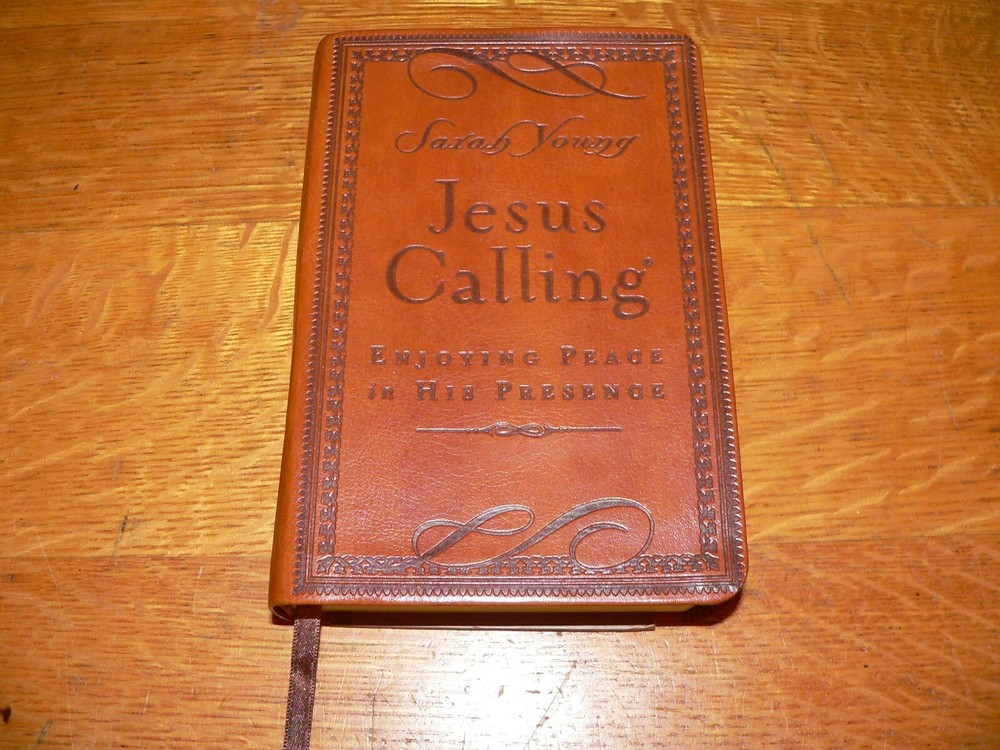 Sarah Young
Jesus
Calling
ENJOYING PEACE
in HIS PRESENCE